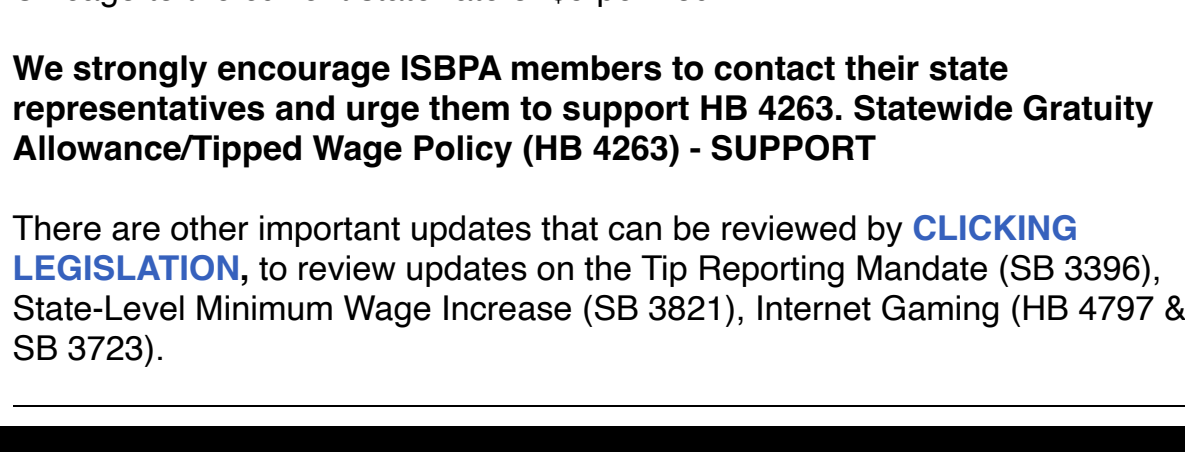 We strongly encourage ISBPA members to contact their state
representatives and urge them to support HB 4263. Statewide Gratuity
Allowance/Tipped Wage Policy (HB 4263) - SUPPORT
There are other important updates that can be reviewed by CLICKING
LEGISLATION, to review updates on the Tip Reporting Mandate (SB 3396),
State-Level Minimum Wage Increase (SB 3821), Internet Gaming (HB 4797 &
SB 3723).